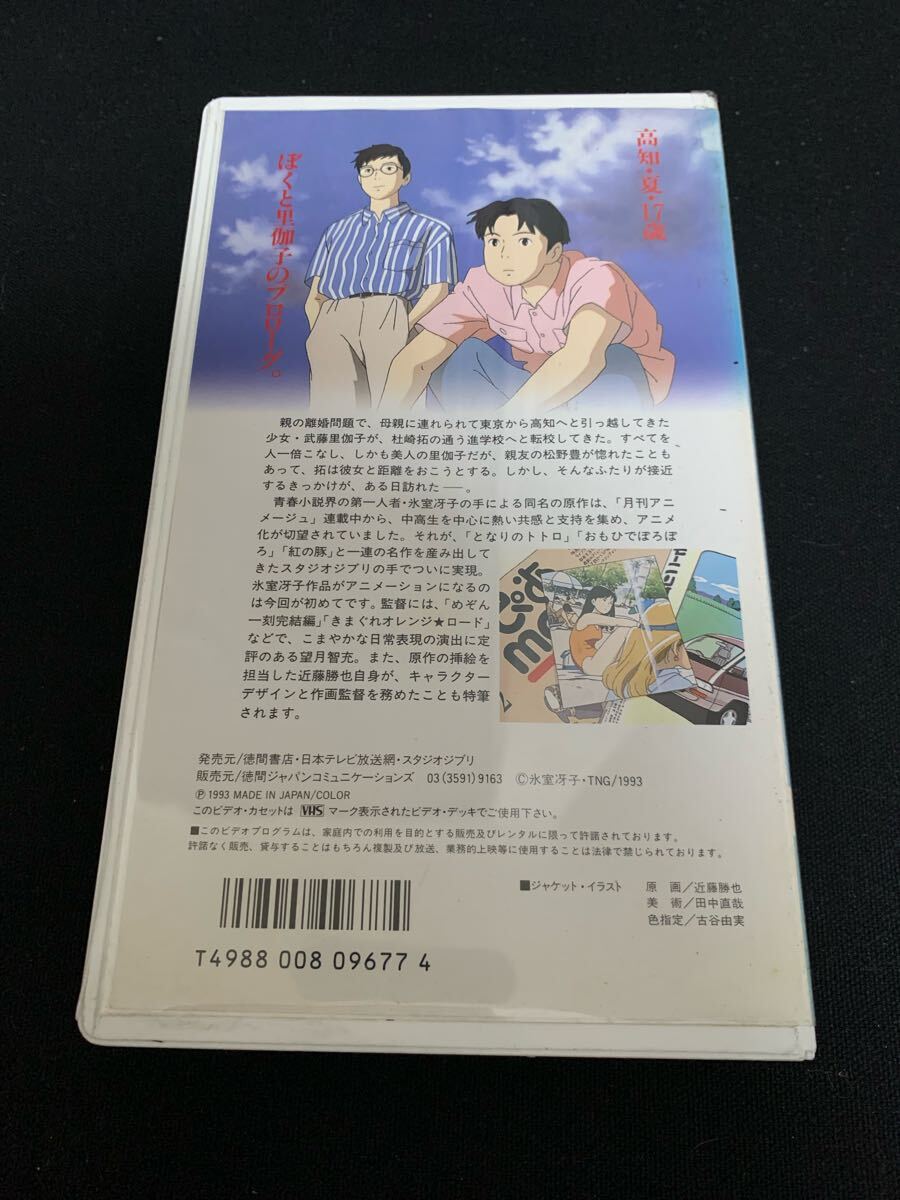 高知・夏・17歳
ぼくと里伽子のプロローグ。
親の離婚問題で、母親に連れられて東京から高知へと引っ越してきた
少女・武藤里伽子が、杜崎拓の通う進学校へと転校してきた。すべてを
人一倍こなし、しかも美人の里伽子だが、親友の松野豊が惚れたことも
あって、拓は彼女と距離をおこうとする。しかし、そんなふたりが接近
するきっかけが、ある日訪れた──。
青春小説界の第一人者・氷室冴子の手による同名の原作は、「月刊アニ
メージュ」連載中から、中高生を中心に熱い共感と支持を集め、アニメ
化が切望されていました。それが、「となりのトトロ」「おもひでぽろぽ
ろ」「紅の豚」と一連の名作を産み出して
きたスタジオジブリの手でついに実現。
氷室冴子作品がアニメーションになるの
は今回が初めてです。監督には、「めぞん
一刻完結編」「きまぐれオレンジ★ロード」
などで、こまやかな日常表現の演出に定
評のある望月智充。また、原作の挿絵を
担当した近藤勝也自身が、キャラクター
デザインと作画監督を務めたことも特筆
されます。
発売元/徳間書店・日本テレビ放送網・スタジオジブリ
販売元/徳間ジャパンコミュニケーションズ 03(3591)9163 Ⓒ氷室冴子・TNG/1993
Ⓟ1993 MADE IN JAPAN/COLOR
このビデオ・カセットは VHS マーク表示されたビデオ・デッキでご使用下さい。
■このビデオプログラムは、家庭内での利用を目的とする販売及びレンタルに限って許諾されております。
許諾なく販売、貸与することはもちろん複製及び放送、業務的上映等に使用することは法律で禁じられております。
■ジャケット・イラスト 原 画/近藤勝也
美 術/田中直哉
色指定/古谷由実
T4988 008 09677 4